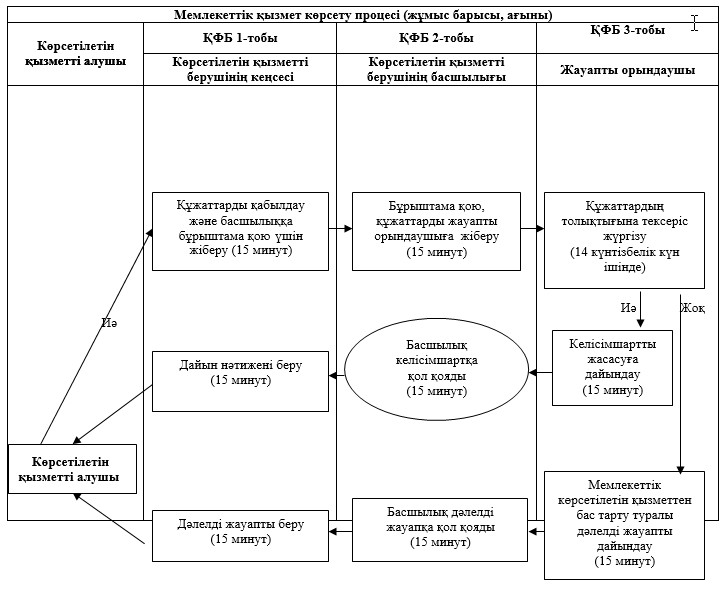 Мемлекеттік қызмет көрсету процесі (жұмыс барысы, ағыны)
Көрсетілетін
қызметті алушы
ҚФБ 1-тобы
ҚФБ 2-тобы
ҚФБ 3-тобы
Көрсетілетін қызметті
берушінің кеңсесі
Көрсетілетін қызметті
берушінің басшылығы
Жауапты орындаушы
Құжаттарды қабылдау
және басшылыққа
бұрыштама қою үшін
жіберу (15 минут)
Бұрыштама қою,
құжаттарды жауапты
орындаушыға жіберу
(15 минут)
Құжаттардың
толықтығына тексеріс
жүргізу
(14 күнтізбелік күн
ішінде)
Иә
Иә
Жоқ
Дайын нәтижені беру
(15 минут)
Басшылық
келісімшартқа
қол қояды
(15 минут)
Келісімшартты
жасасуға
дайындау
(15 минут)
Көрсетілетін
қызметті алушы
Дәлелді жауапты беру
(15 минут)
Басшылық дәлелді
жауапқа қол қояды
(15 минут)
Мемлекеттік
көрсетілетін қызметтен
бас тарту туралы
дәлелді жауапты
дайындау
(15 минут)